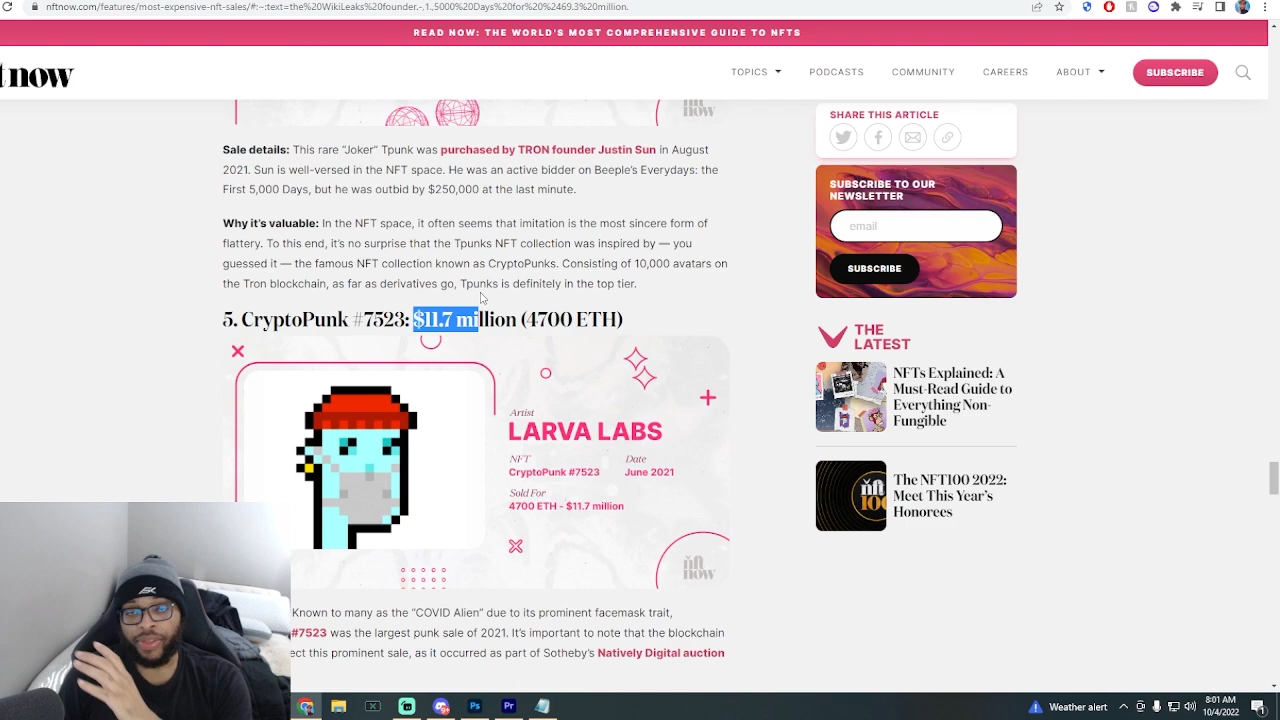 nftnow.com/features/most-expensive-nft-sales/#:~:text=the%20WikiLeaks%20founder.-,1.,5000%20Days%20for%20%2469.3%20million.
READ NOW: THE WORLD'S MOST COMPREHENSIVE GUIDE TO NFTS
t now
TOPICS
PODCASTS
COMMUNITY
CAREERS
ABOUT
SUBSCRIBE
nft now
Sale details: This rare “Joker” Tpunk was purchased by TRON founder Justin Sun in August
2021. Sun is well-versed in the NFT space. He was an active bidder on Beeple’s Everydays: the
First 5,000 Days, but he was outbid by $250,000 at the last minute.
Why it’s valuable: In the NFT space, it often seems that imitation is the most sincere form of
flattery. To this end, it’s no surprise that the Tpunks NFT collection was inspired by — you
guessed it — the famous NFT collection known as CryptoPunks. Consisting of 10,000 avatars on
the Tron blockchain, as far as derivatives go, Tpunks is definitely in the top tier.
5. CryptoPunk #7523: $11.7 million (4700 ETH)
Artist
LARVA LABS
NFT
Date
CryptoPunk #7523
June 2021
Sold For
4700 ETH - $11.7 million
nft
now
Known to many as the “COVID Alien” due to its prominent facemask trait,
#7523 was the largest punk sale of 2021. It’s important to note that the blockchain
ect this prominent sale, as it occurred as part of Sotheby’s Natively Digital auction
SHARE THIS ARTICLE
SUBSCRIBE TO OUR
NEWSLETTER
email
SUBSCRIBE
THE
LATEST
NFTs Explained: A
Must-Read Guide to
Everything Non-
Fungible
nft
100
The NFT100 2022:
Meet This Year’s
Honorees
Ps
Pr
Weather alert
8:01 AM
10/4/2022